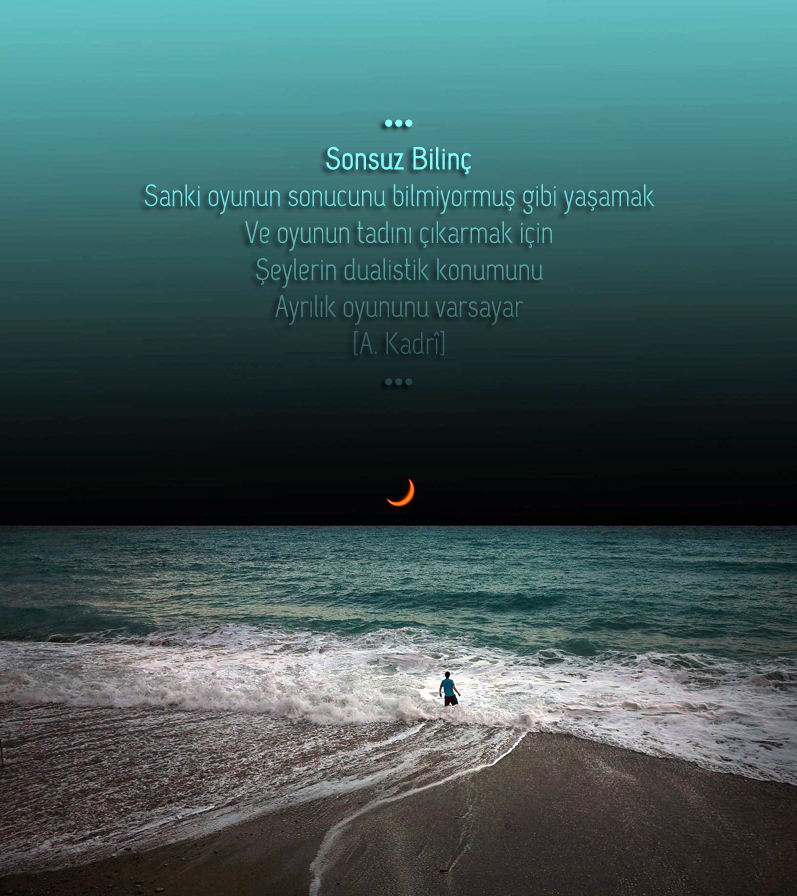 •••
Sonsuz Bilinç
Sanki oyunun sonucunu bilmiyormuş gibi yaşamak
Ve oyunun tadını çıkarmak için
Şeylerin dualistik konumunu
Ayrılık oyununu varsayar
[A. Kadrî]
•••